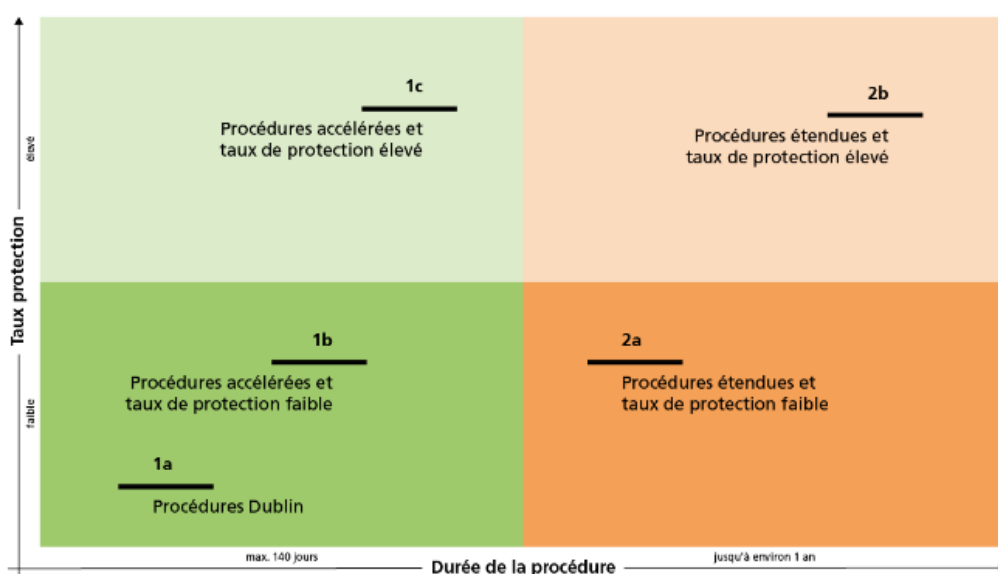 1c
Procédures accélérées et
taux de protection élevé
2b
Procédures étendues et
taux de protection élevé
élevé
Taux protection
faible
1b
Procédures accélérées et
taux de protection faible
2a
Procédures étendues et
taux de protection faible
1a
Procédures Dublin
max. 140 jours
jusqu'à environ 1 an
Durée de la procédure